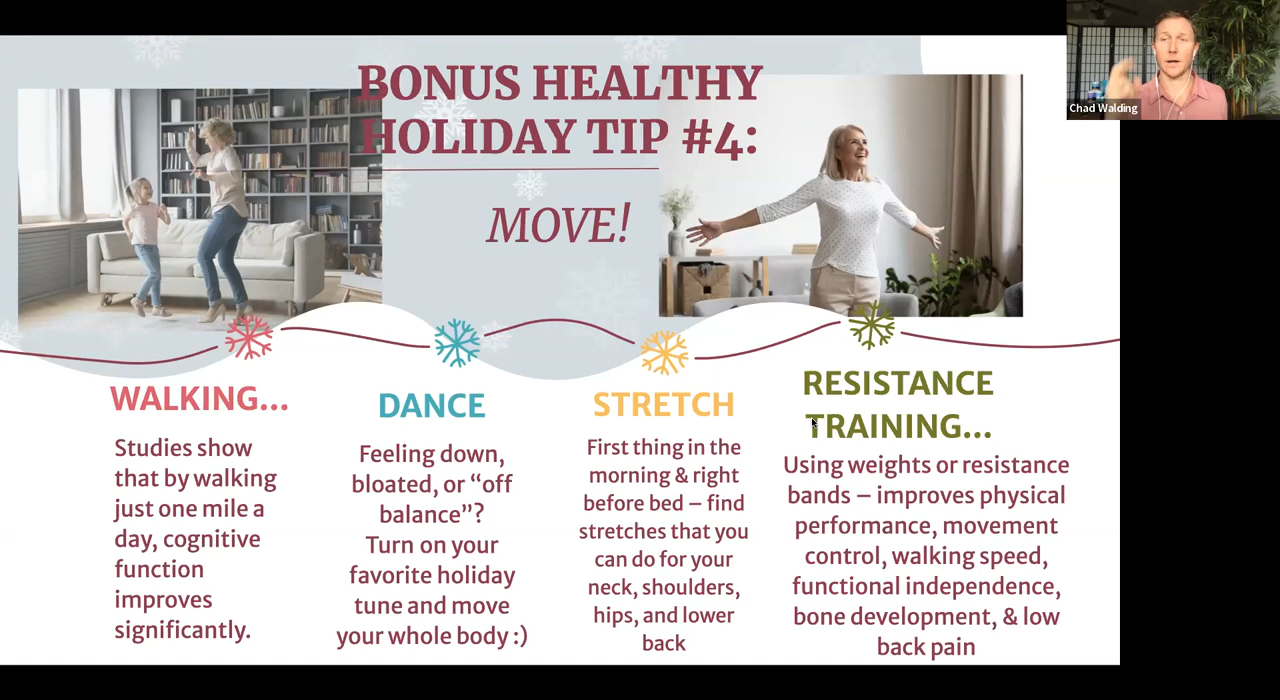 BONUS HEALTHY
HOLIDAY TIP #4:
MOVE!
Chad Walding
WALKING...
Studies show
that by walking
just one mile a
day, cognitive
function
improves
significantly.
DANCE
Feeling down,
bloated, or “off
balance”?
Turn on your
favorite holiday
tune and move
your whole body :)
STRETCH
First thing in the
morning & right
before bed – find
stretches that you
can do for your
neck, shoulders,
hips, and lower
back
RESISTANCE
TRAINING...
Using weights or resistance
bands – improves physical
performance, movement
control, walking speed,
functional independence,
bone development, & low
back pain